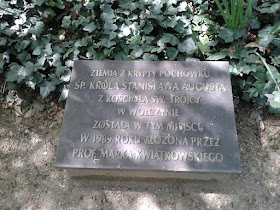 ZIEMIA Z KRYPTY POCHÓWKU
ŚP. KRÓLA STANISŁAWA AUGUSTA
Z KOŚCIOŁA ŚW. TRÓJCY
W WOŁCZYNIE
ZOSTAŁA W TYM MIEJSCU
W 1989 ROKU ZŁOŻONA PRZEZ
PROF. MARKA KWIATKOWSKIEGO